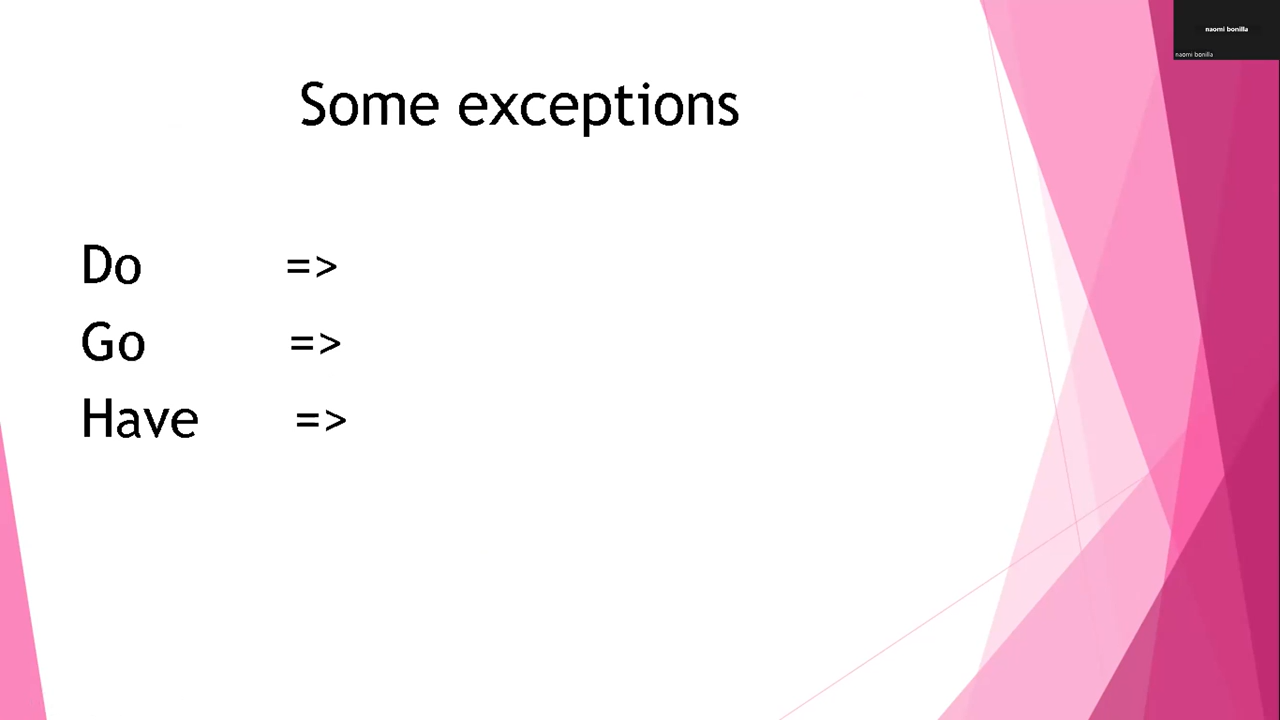 naomi bonilla
naomi bonilla
Some exceptions
Do =>
Go =>
Have =>